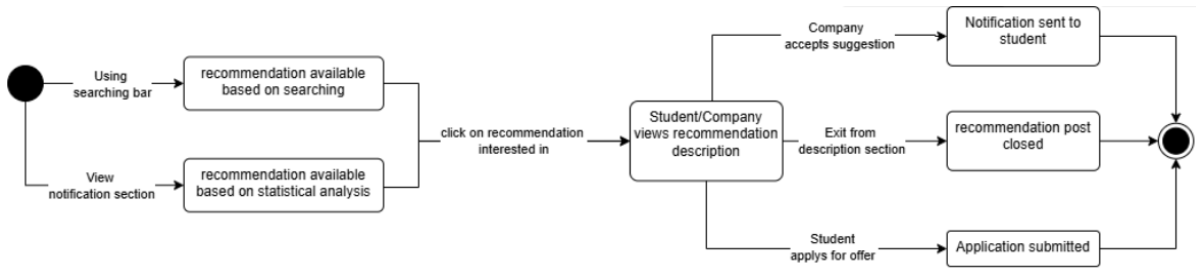 Using
searching bar
recommendation available
based on searching
View
notification section
recommendation available
based on statistical analysis
click on recommendation
interested in
Student/Company
views recommendation
description
Company
accepts suggestion
Notification sent to
student
Exit from
description section
recommendation post
closed
Student
applys for offer
Application submitted